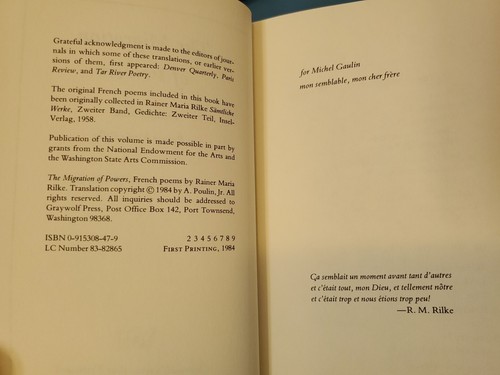 Grateful acknowledgment is made to the editors of jour-
nals in which some of these translations, or earlier ver-
sions of them, first appeared: Denver Quarterly, Paris
Review, and Tar River Poetry.
The original French poems included in this book have
been originally collected in Rainer Maria Rilke Sämtliche
Werke, Zweiter Band, Gedichte: Zweiter Teil, Insel-
Verlag, 1958.
Publication of this volume is made possible in part by
grants from the National Endowment for the Arts and
the Washington State Arts Commission.
The Migration of Powers, French poems by Rainer Maria
Rilke. Translation copyright © 1984 by A. Poulin, Jr. All
rights reserved. All inquiries should be addressed to
Graywolf Press, Post Office Box 142, Port Townsend,
Washington 98368.
ISBN 0-915308-47-9 2 3 4 5 6 7 8 9
LC Number 83-82865 First Printing, 1984
for Michel Gaulin
mon semblable, mon cher frère
Ça semblait un moment avant tant d'autres
et c'était tout, mon Dieu, et tellement nôtre
et c'était trop et nous étions trop peu!
—R. M. Rilke